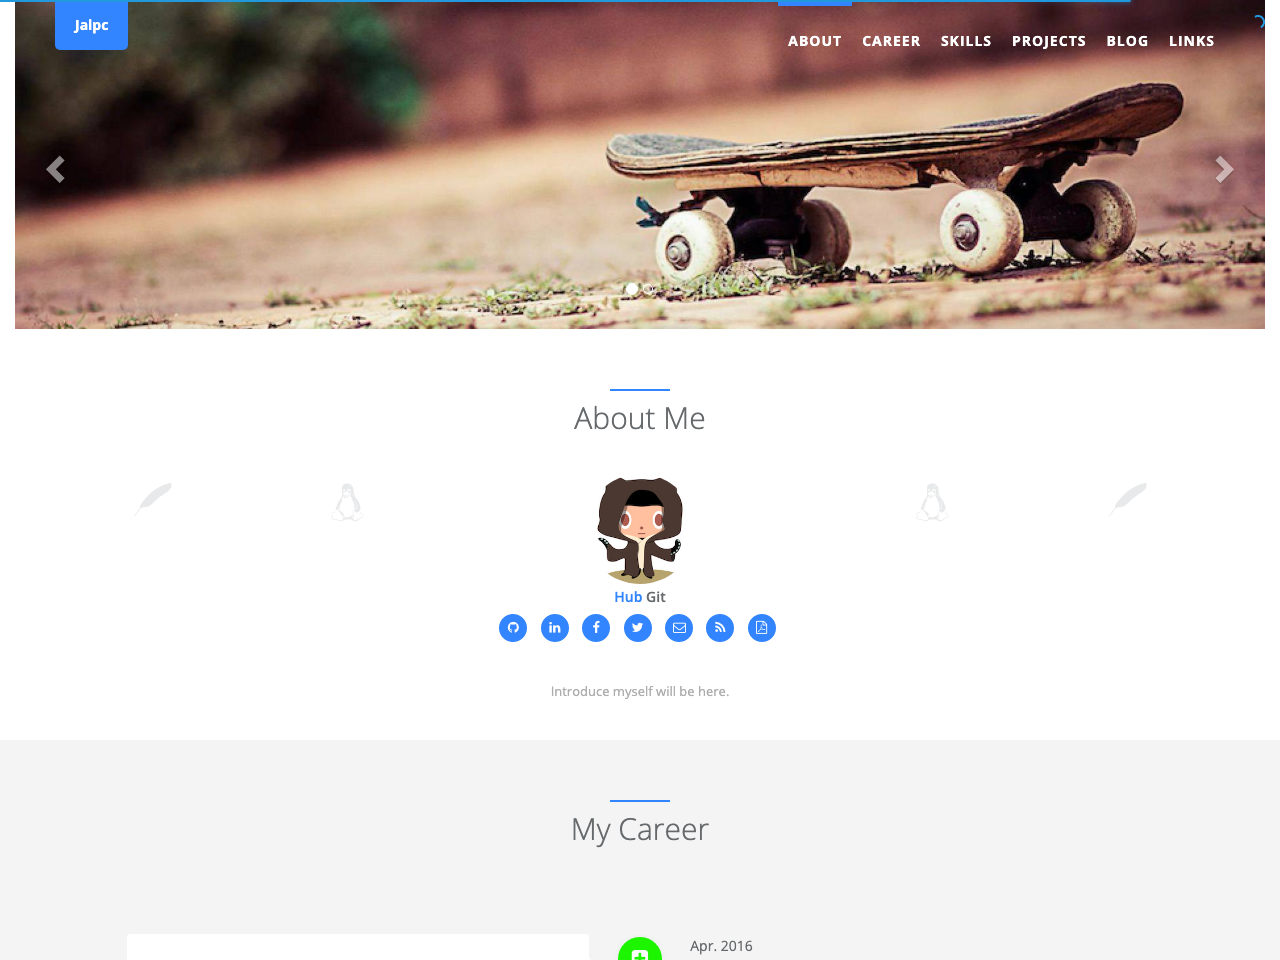 Jalpc
ABOUT CAREER SKILLS PROJECTS BLOG LINKS
About Me
Hub Git
Introduce myself will be here.
My Career
Apr. 2016